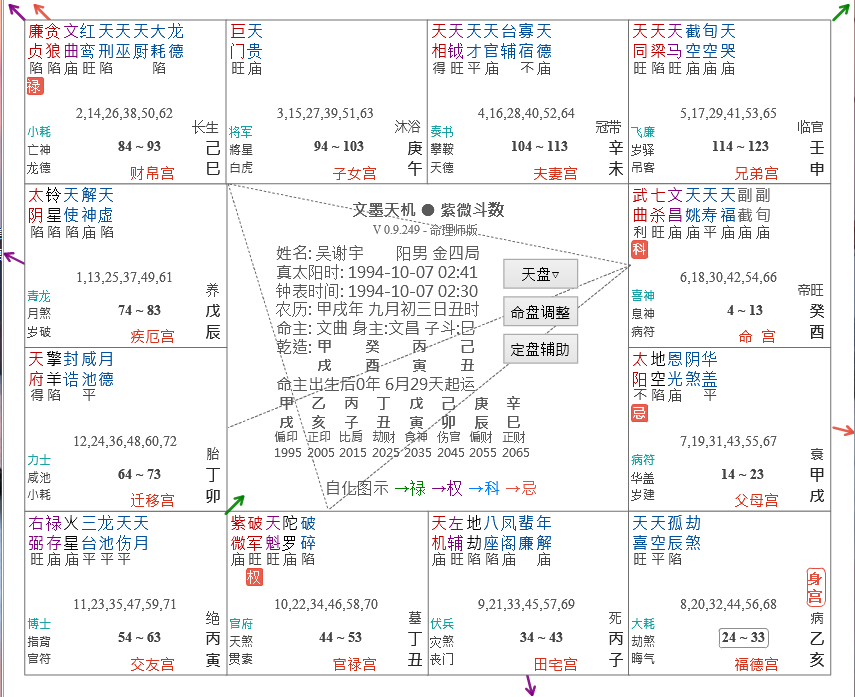 廉贪文红天天天大龙
贞狼曲鸾刑巫厨耗德
陷陷庙旺陷　　陷
禄
2,14,26,38,50,62
长生
小耗
亡神
84 ~ 93
己
龙德
财帛宫
巳
巨天
门贵
旺庙
3,15,27,39,51,63
沐浴
将军
将星
94 ~ 103
庚
白虎
子女宫
午
天天天天台寡天
相钺才官辅宿德
得旺平庙　不庙
4,16,28,40,52,64
冠带
奏书
攀鞍
104 ~ 113
辛
天德
夫妻宫
未
天天天截旬天
同梁马空空哭
旺陷旺庙庙庙
5,17,29,41,53,65
临官
飞廉
岁驿
114 ~ 123
壬
吊客
兄弟宫
申
太铃天解天
阴星使神虚
陷陷陷庙陷
1,13,25,37,49,61
养
青龙
月煞
74 ~ 83
戊
岁破
疾厄宫
辰
文墨天机 ● 紫微斗数
V 0.9.249 - 命理师版
姓名: 吴谢宇　阳男 金四局
真太阳时: 1994-10-07 02:41
钟表时间: 1994-10-07 02:30
农历: 甲戌年 九月初三日丑时
命主: 文曲 身主:文昌 子斗:巳
乾造: 甲 癸 丙 己
戌 酉 寅 丑
命主出生后0年 6月29天起运
甲 乙 丙 丁 戊 己 庚 辛
戌 亥 子 丑 寅 卯 辰 巳
偏印 正印 比肩 劫财 食神 伤官 偏财 正财
1995 2005 2015 2025 2035 2045 2055 2065
自化图示 →禄 →权 →科 →忌
天盘▿
命盘调整
定盘辅助
武七文天天天副副
曲杀昌姚寿福截旬
利旺庙庙平庙庙庙
科
6,18,30,42,54,66
帝旺
喜神
息神
4 ~ 13
癸
病符
命 宫
酉
天擎封咸月
府羊诰池德
得陷　平
12,24,36,48,60,72
胎
力士
咸池
64 ~ 73
丁
小耗
迁移宫
卯
太地恩阴华
阳空光煞盖
不陷庙　平
忌
7,19,31,43,55,67
衰
病符
华盖
14 ~ 23
甲
岁建
父母宫
戌
右禄火三龙天天
弼存星台池伤月
旺庙庙平平平
11,23,35,47,59,71
绝
博士
指背
54 ~ 63
丙
官符
交友宫
寅
紫破天陀破
微军魁罗碎
庙旺旺庙陷
权
10,22,34,46,58,70
墓
官府
天煞
44 ~ 53
丁
贯索
官禄宫
丑
天左地八凤蜚年
机辅劫座阁廉解
庙旺陷陷庙　庙
9,21,33,45,57,69
死
伏兵
灾煞
34 ~ 43
丙
丧门
田宅宫
子
天天孤劫
喜空辰煞
旺平陷
身宫
8,20,32,44,56,68
病
大耗
劫煞
24 ~ 33
乙
晦气
福德宫
亥